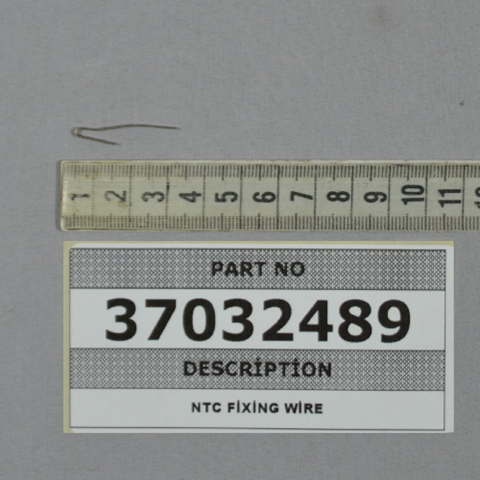 1 2 3 4 5 6 7 8 9 10 11
PART NO
37032489
DESCRİPTİON
NTC FİXİNG WİRE